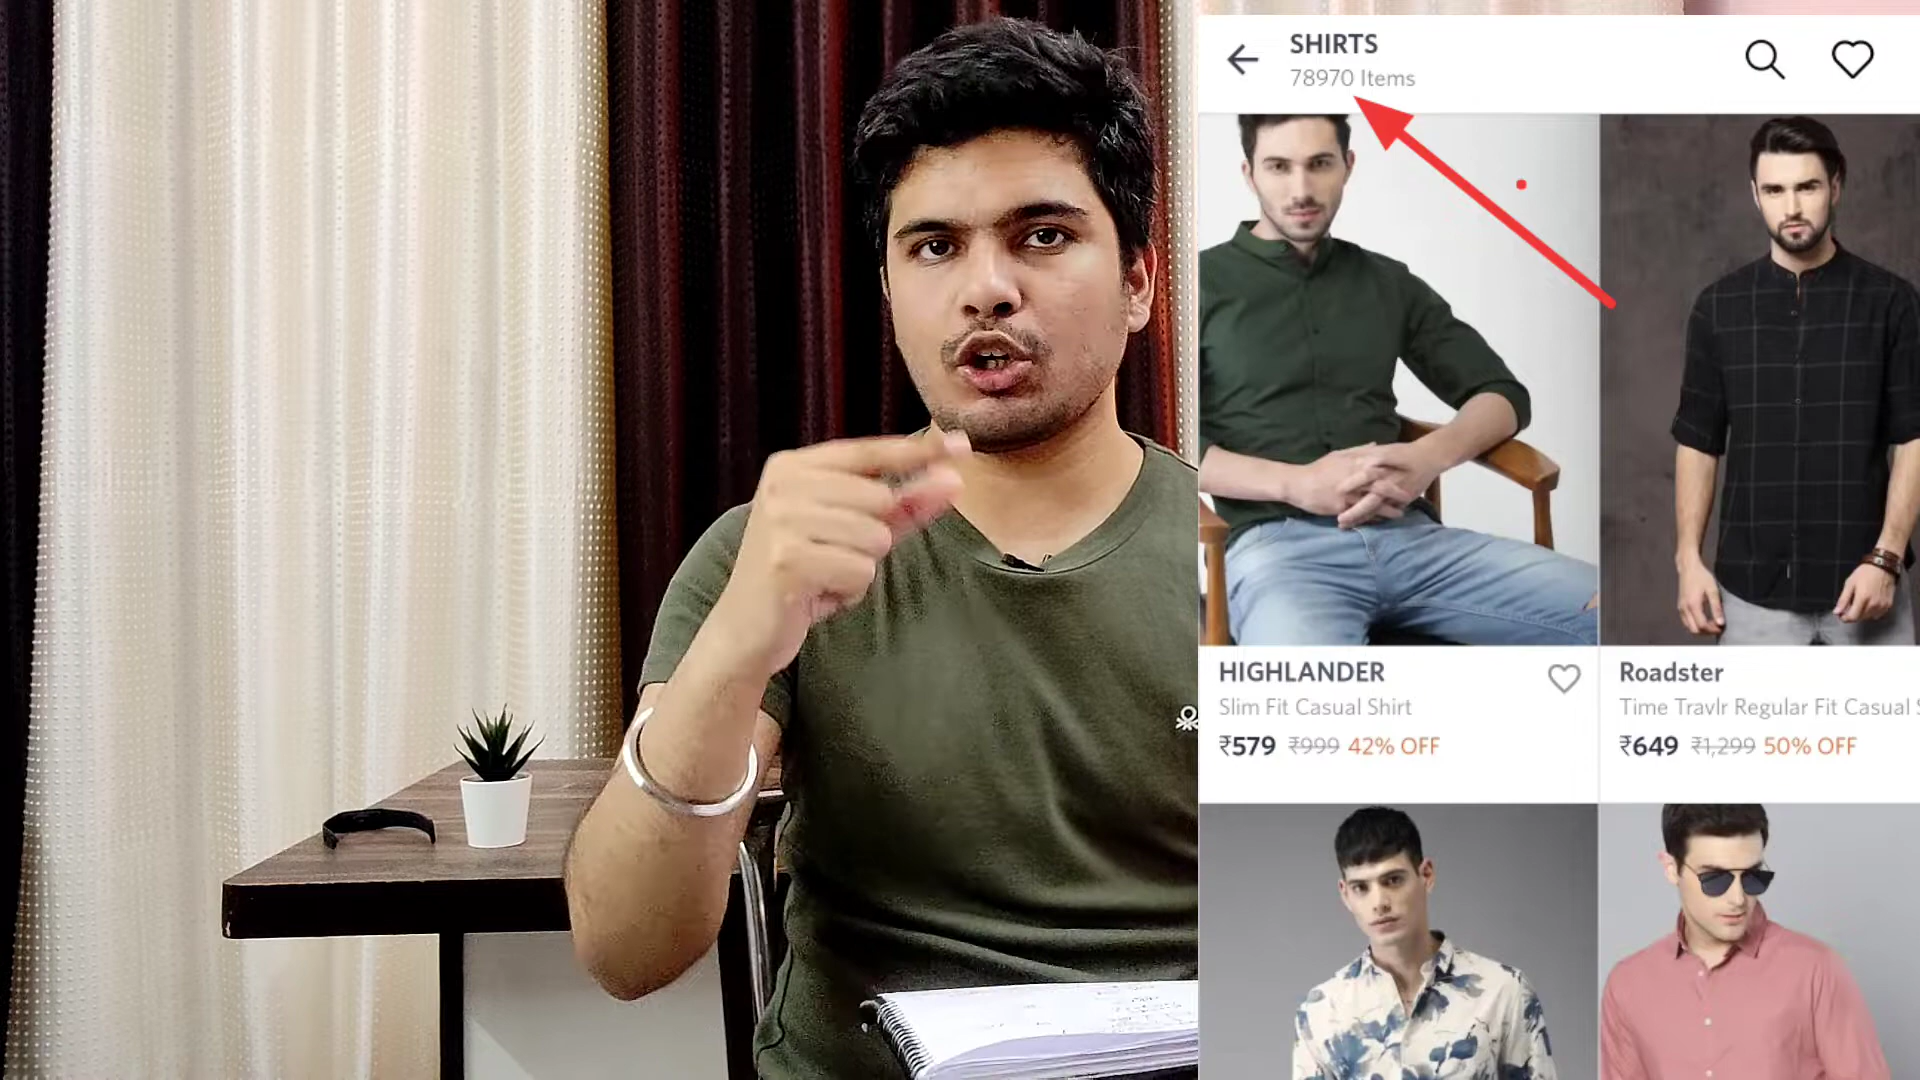 SHIRTS
78970 Items
HIGHLANDER
Slim Fit Casual Shirt
₹579 ₹999 42% OFF
Roadster
Time Travlr Regular Fit Casual
₹649 ₹1,299 50% OFF